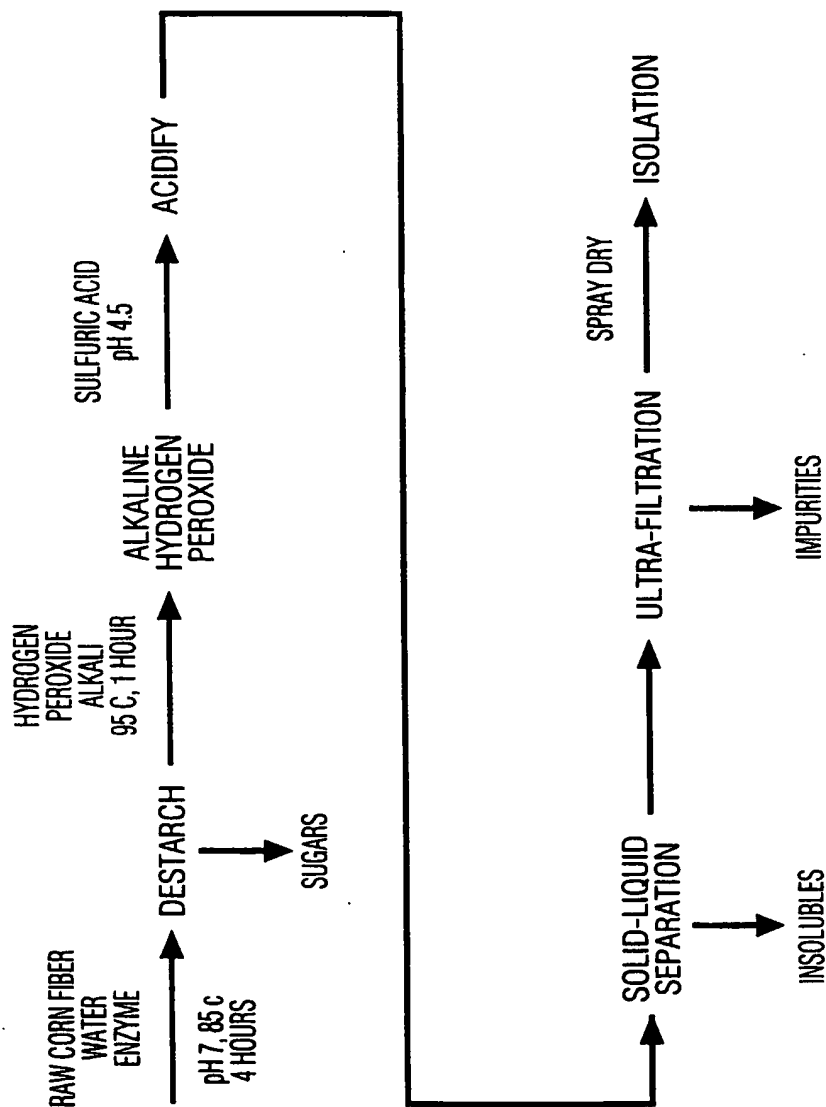 RAW CORN FIBER
WATER
ENZYME
pH 7, 85 c
4 HOURS
DESTARCH
SUGARS
HYDROGEN
PEROXIDE
ALKALI
95 C, 1 HOUR
ALKALINE
HYDROGEN
PEROXIDE
SULFURIC ACID
pH 4.5
ACIDIFY
SOLID-LIQUID
SEPARATION
INSOLUBLES
ULTRA-FILTRATION
IMPURITIES
SPRAY DRY
ISOLATION